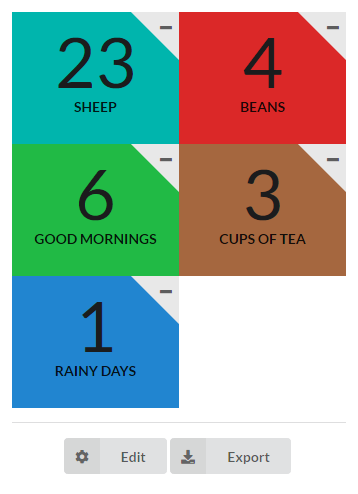 23
SHEEP
4
BEANS
6
GOOD MORNINGS
3
CUPS OF TEA
1
RAINY DAYS
Edit
Export